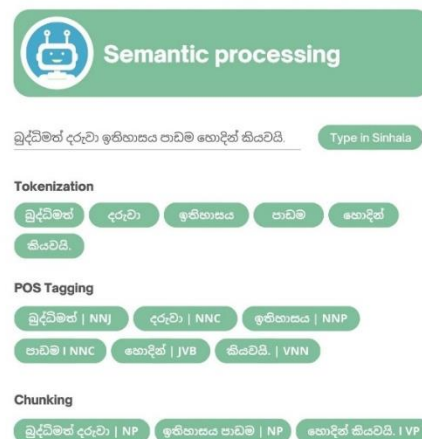 Semantic processing
බුද්ධිමත් දරුවා ඉතිහාසය පාඩම හොදින් කියවයි. Type in Sinhala
Tokenization
බුද්ධිමත් දරුවා ඉතිහාසය පාඩම හොදින්
කියවයි.
POS Tagging
බුද්ධිමත් | NNJ දරුවා | NNC ඉතිහාසය | NNP
පාඩම I NNC හොදින් | JVB කියවයි. | VNN
Chunking
බුද්ධිමත් දරුවා | NP ඉතිහාසය පාඩම | NP හොදින් කියවයි. I VP